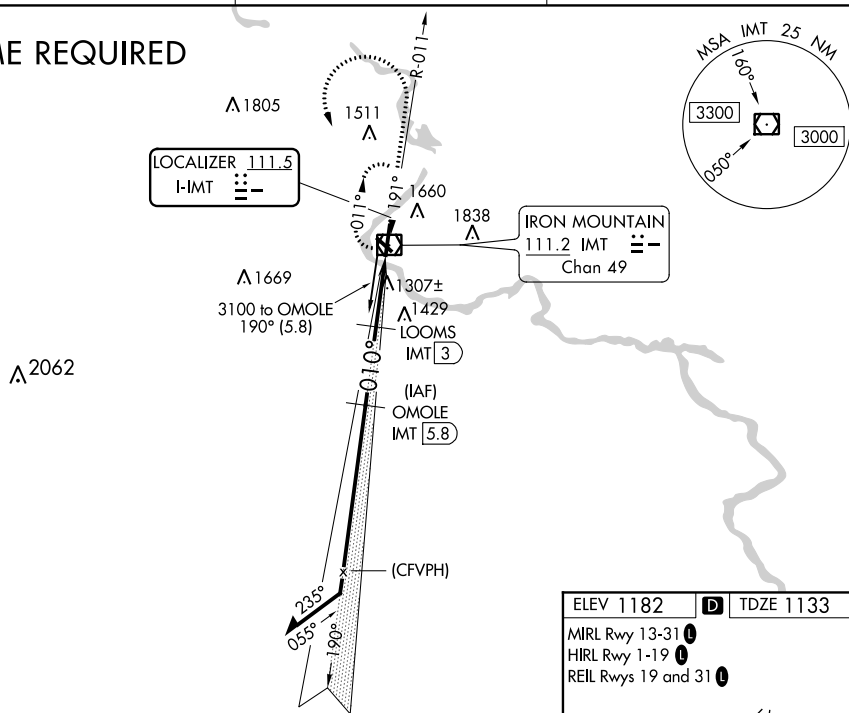 ME REQUIRED
R-011
MSA IMT 25 NM
160°
3300
3000
050°
1805
1511
LOCALIZER 111.5
I-IMT
011°
191°
1660
1838
IRON MOUNTAIN
111.2 IMT
Chan 49
1669
1307±
3100 to OMOLE
190° (5.8)
1429
LOOMS
IMT 3
2062
010°
(IAF)
OMOLE
IMT 5.8
(CFVPH)
235°
055°
190°
ELEV 1182 D TDZE 1133
MIRL Rwy 13-31 L
HIRL Rwy 1-19 L
REIL Rwys 19 and 31 L